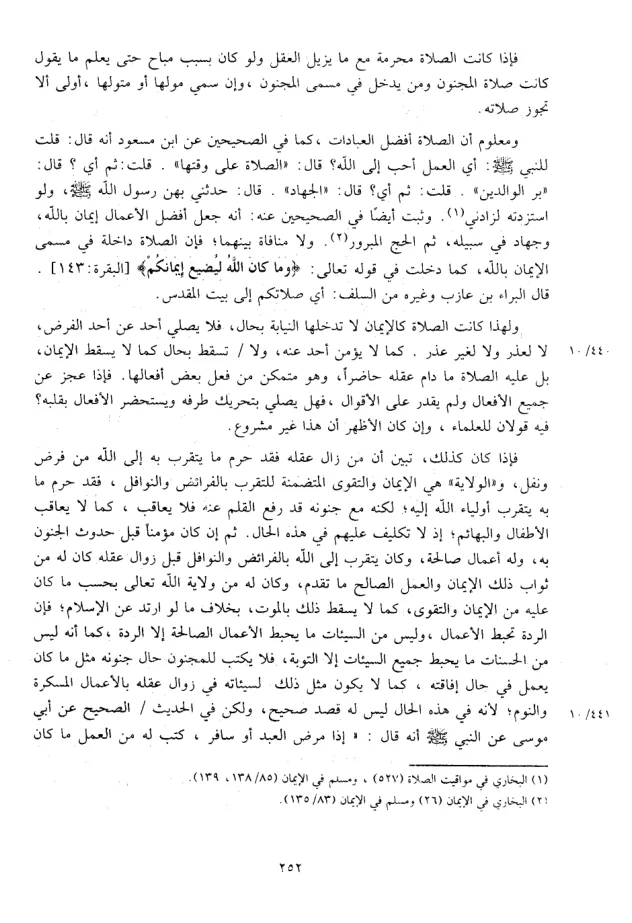 فإذا كانت الصلاة محرمة مع ما يزيل العقل ولو كان بسبب مباح حتى يعلم ما يقول
كانت صلاة المجنون ومن يدخل في مسمى المجنون ،وإن سمي مولها أو متولها ،أولى ألا
تجوز صلاته.
ومعلوم أن الصلاة أفضل العبادات ،كما في الصحيحين عن ابن مسعود أنه قال: قلت
للنبي ﷺ: أي العمل أحب إلى الله؟ قال: «الصلاة على وقتها» . قلت: ثم أي ؟ قال:
«بر الوالدين» . قلت: ثم أي؟ قال: «الجهاد» . قال: حدثني بهن رسول الله ﷺ، ولو
استزدته لزادني(١). وثبت أيضًا في الصحيحين عنه: أنه جعل أفضل الأعمال إيمان بالله،
وجهاد في سبيله، ثم الحج المبرور(٢). ولا منافاة بينهما؛ فإن الصلاة داخلة في مسمى
الإيمان بالله، كما دخلت في قوله تعالى: ﴿وما كان اللَّهُ لِيُضيع إِيمَانكُمْ﴾ [البقرة:١٤٣] .
قال البراء بن عازب وغيره من السلف: أي صلاتكم إلى بيت المقدس.
ولهذا كانت الصلاة كالإيمان لا تدخلها النيابة بحال، فلا يصلي أحد عن أحد الفرض،
١٠/٤٤٠ لا لعذر ولا لغير عذر . كما لا يؤمن أحد عنه، ولا / تسقط بحال كما لا يسقط الإيمان،
بل عليه الصلاة ما دام عقله حاضراً، وهو متمكن من فعل بعض أفعالها. فإذا عجز عن
جميع الأفعال ولم يقدر على الأقوال ،فهل يصلي بتحريك طرفه ويستحضر الأفعال بقلبه؟
فيه قولان للعلماء ، وإن كان الأظهر أن هذا غير مشروع.
فإذا كان كذلك، تبين أن من زال عقله فقد حرم ما يتقرب به إلى الله من فرض
ونفل، و«الولاية» هي الإيمان والتقوى المتضمنة للتقرب بالفرائض والنوافل ، فقد حرم ما
به يتقرب أولياء الله إليه؛ لكنه مع جنونه قد رفع القلم عنه فلا يعاقب ، كما لا يعاقب
الأطفال والبهائم؛ إذ لا تكليف عليهم في هذه الحال. ثم إن كان مؤمناً قبل حدوث الجنون
به، وله أعمال صالحة، وكان يتقرب إلى الله بالفرائض والنوافل قبل زوال عقله كان له من
ثواب ذلك الإيمان والعمل الصالح ما تقدم، وكان له من ولاية الله تعالى بحسب ما كان
عليه من الإيمان والتقوى، كما لا يسقط ذلك بالموت، بخلاف ما لو ارتد عن الإسلام؛ فإن
الردة تحبط الأعمال ،وليس من السيئات ما يحبط الأعمال الصالحة إلا الردة ،كما أنه ليس
من الحسنات ما يحبط جميع السيئات إلا التوبة، فلا يكتب للمجنون حال جنونه مثل ما كان
يعمل في حال إفاقته ، كما لا يكون مثل ذلك لسيئاته في زوال عقله بالأعمال المسكرة
١٠/٤٤١ والنوم؛ لأنه في هذه الحال ليس له قصد صحيح، ولكن في الحديث / الصحيح عن أبي
موسى عن النبي ﷺ أنه قال : « إذا مرض العبد أو سافر ، كتب له من العمل ما كان
(١) البخاري في مواقيت الصلاة (٥٢٧) ، ومسلم في الإيمان (١٣٨/٨٥، ١٣٩).
(٢) البخاري في الإيمان (٢٦) ومسلم في الإيمان (١٣٥/٨٣).
٢٥٢